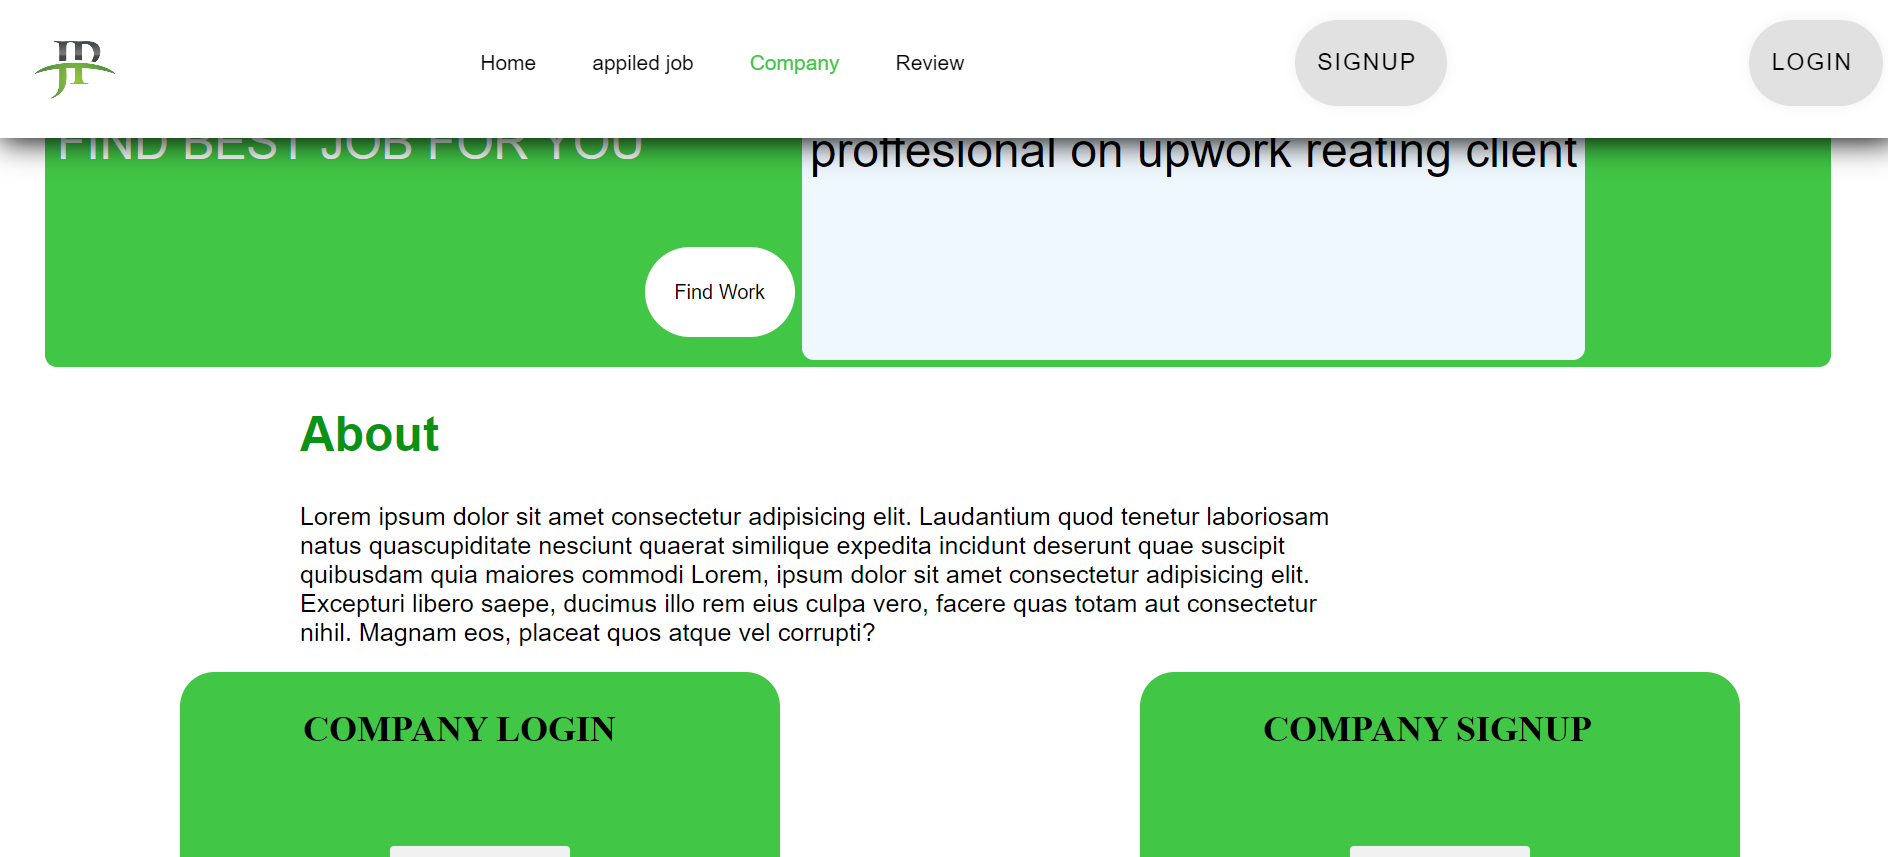 JP
Home appiled job Company Review SIGNUP LOGIN
FIND BEST JOB FOR YOU
proffesional on upwork reating client
Find Work
About
Lorem ipsum dolor sit amet consectetur adipisicing elit. Laudantium quod tenetur laboriosam
natus quascupiditate nesciunt quaerat similique expedita incidunt deserunt quae suscipit
quibusdam quia maiores commodi Lorem, ipsum dolor sit amet consectetur adipisicing elit.
Excepturi libero saepe, ducimus illo rem eius culpa vero, facere quas totam aut consectetur
nihil. Magnam eos, placeat quos atque vel corrupti?
COMPANY LOGIN
COMPANY SIGNUP